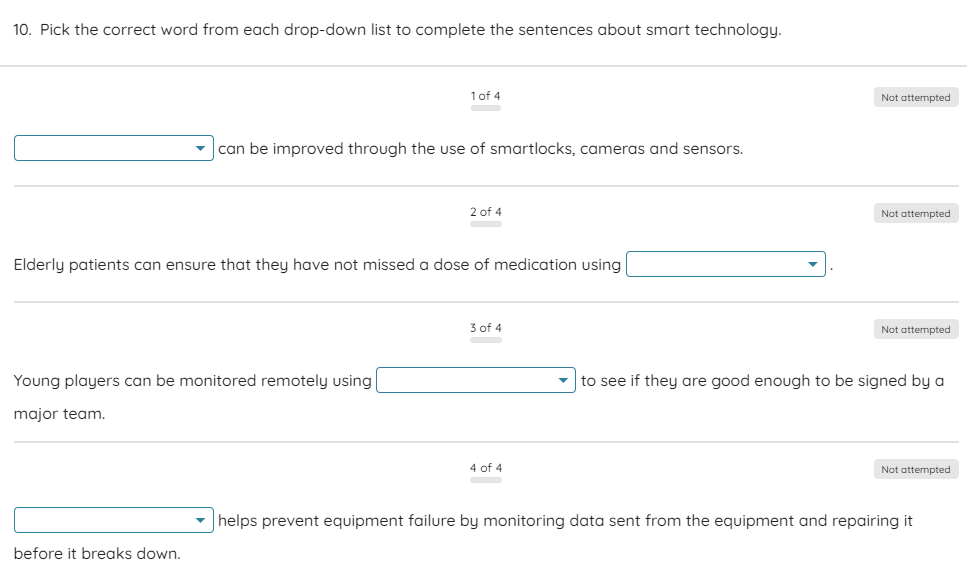 10. Pick the correct word from each drop-down list to complete the sentences about smart technology.
1 of 4
Not attempted
can be improved through the use of smartlocks, cameras and sensors.
2 of 4
Not attempted
Elderly patients can ensure that they have not missed a dose of medication using .
3 of 4
Not attempted
Young players can be monitored remotely using to see if they are good enough to be signed by a
major team.
4 of 4
Not attempted
helps prevent equipment failure by monitoring data sent from the equipment and repairing it
before it breaks down.